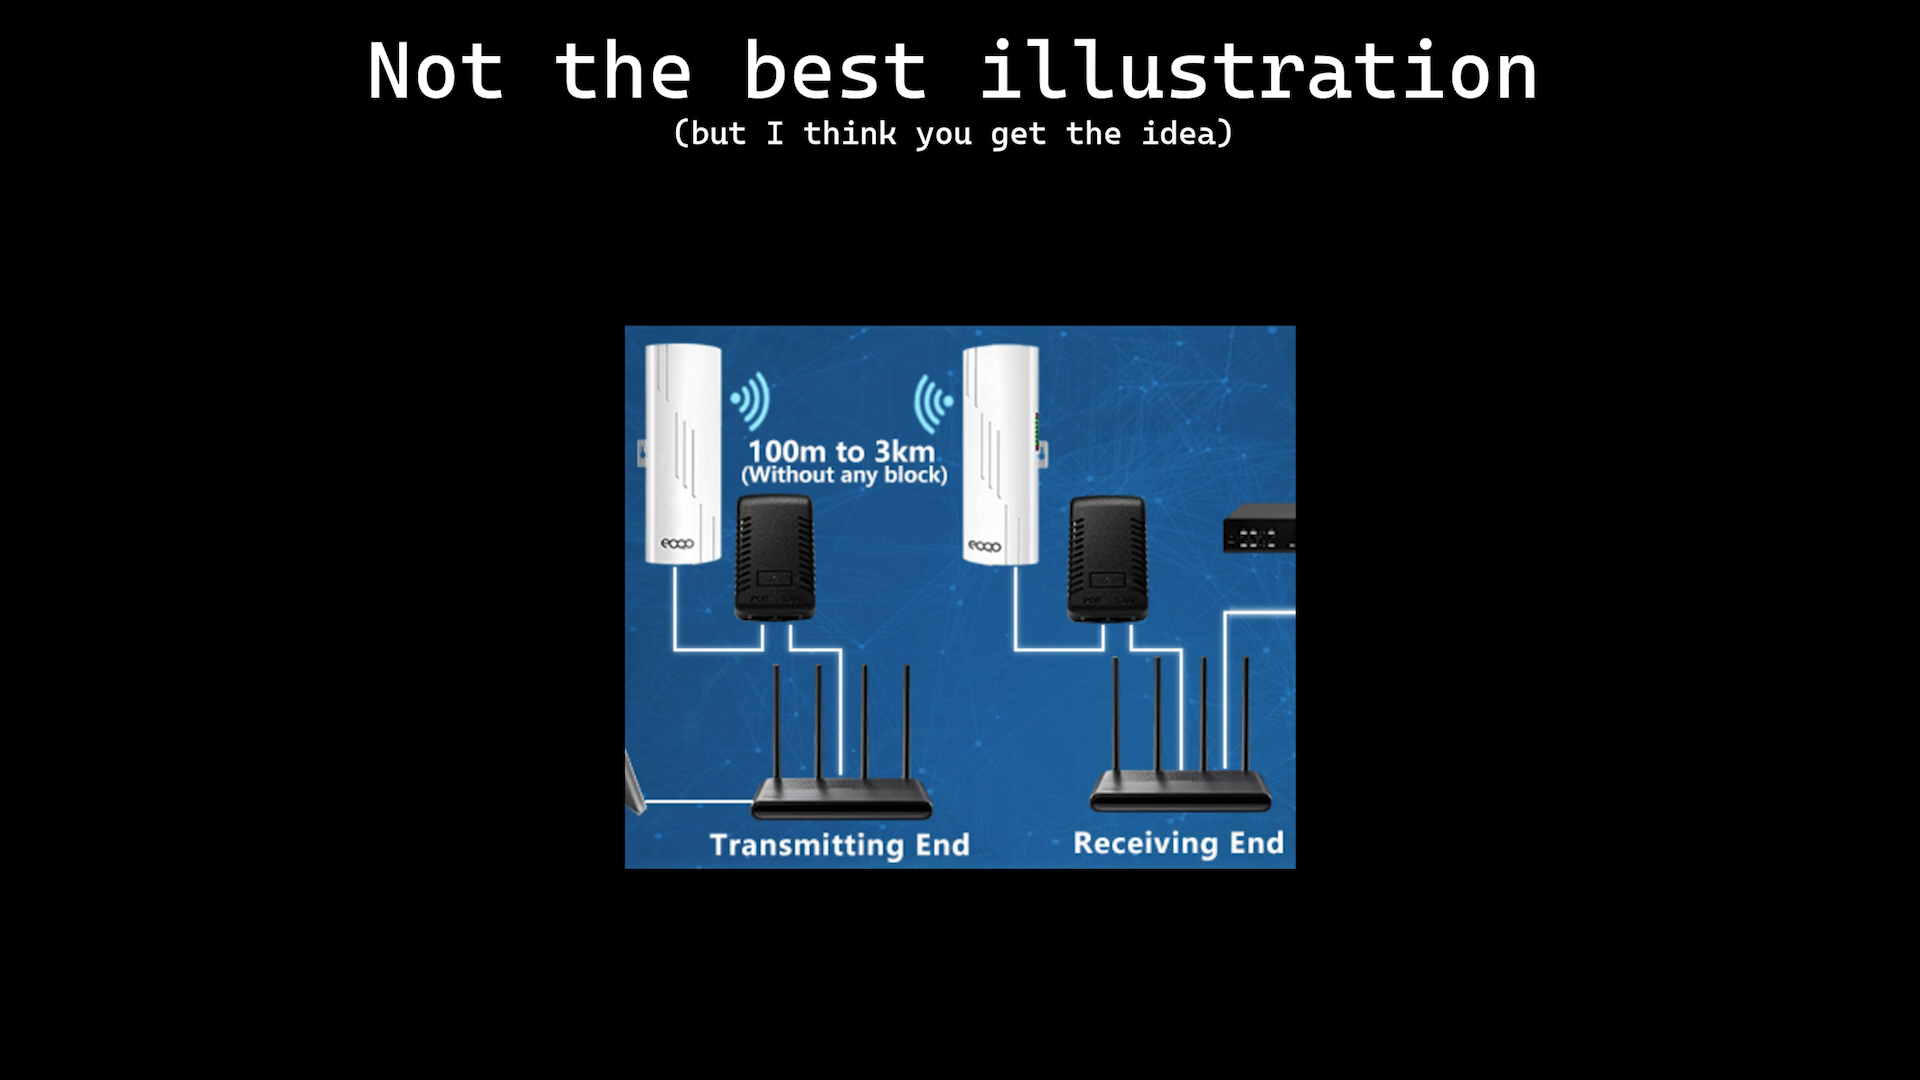 Not the best illustration
(but I think you get the idea)
100m to 3km
(Without any block)
Transmitting End
Receiving End